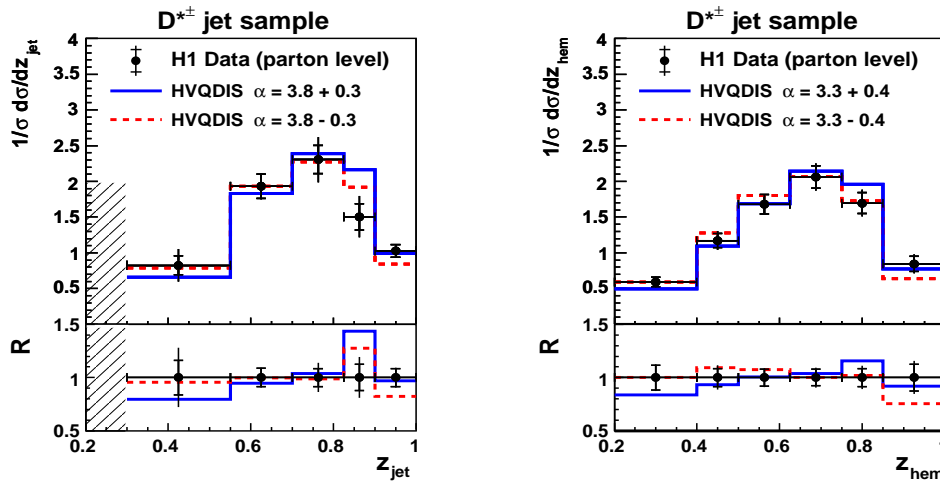 D*± jet sample
1/σ dσ/dz_jet
4
3.5
3
2.5
2
1.5
1
0.5
H1 Data (parton level)
HVQDIS α = 3.8 + 0.3
HVQDIS α = 3.8 - 0.3
R
1.5
1
0.5
0.2 0.4 0.6 0.8 1
z_jet
D*± jet sample
1/σ dσ/dz_hem
4
3.5
3
2.5
2
1.5
1
0.5
H1 Data (parton level)
HVQDIS α = 3.3 + 0.4
HVQDIS α = 3.3 - 0.4
R
1.5
1
0.5
0.2 0.4 0.6 0.8 1
z_hem